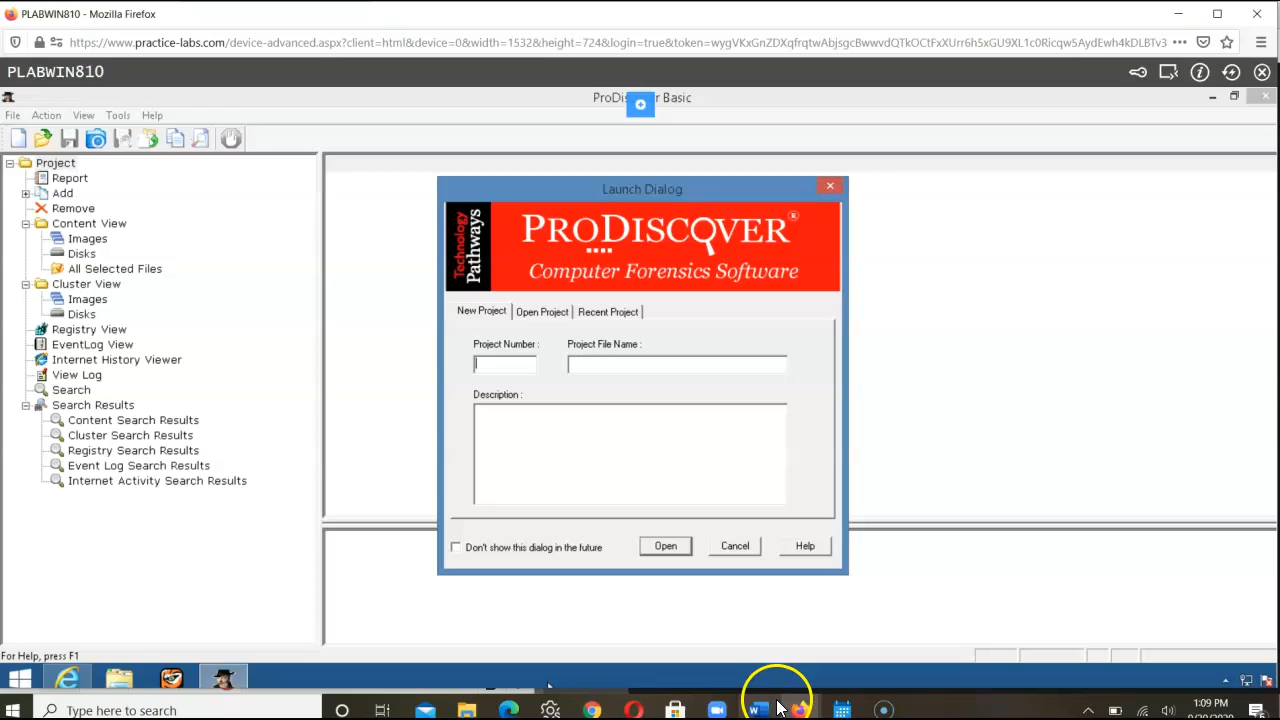 PLABWIN810 - Mozilla Firefox
https://www.practice-labs.com/device-advanced.aspx?client=html&device=0&width=1532&height=724&login=true&token=
PLABWIN810
ProDis r Basic
File Action View Tools Help
Project
Report
Add
Remove
Content View
Images
Disks
All Selected Files
Cluster View
Images
Disks
Registry View
EventLog View
Internet History Viewer
View Log
Search
Search Results
Content Search Results
Cluster Search Results
Registry Search Results
Event Log Search Results
Internet Activity Search Results
Launch Dialog
Technology
Pathways
PRODISCOVER®
Computer Forensics Software
New Project Open Project Recent Project
Project Number : Project File Name :
Description :
Don't show this dialog in the future Open Cancel Help
For Help, press F1
Type here to search
1:09 PM